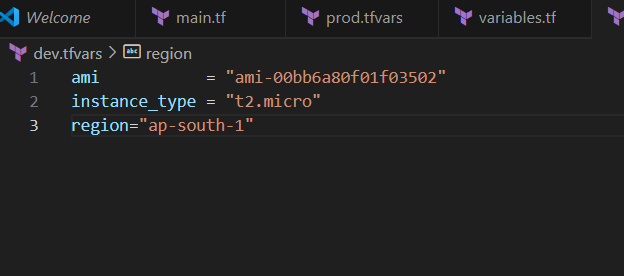 Welcome main.tf prod.tfvars variables.tf
dev.tfvars > abc region
1 ami = "ami-00bb6a80f01f03502"
2 instance_type = "t2.micro"
3 region="ap-south-1"